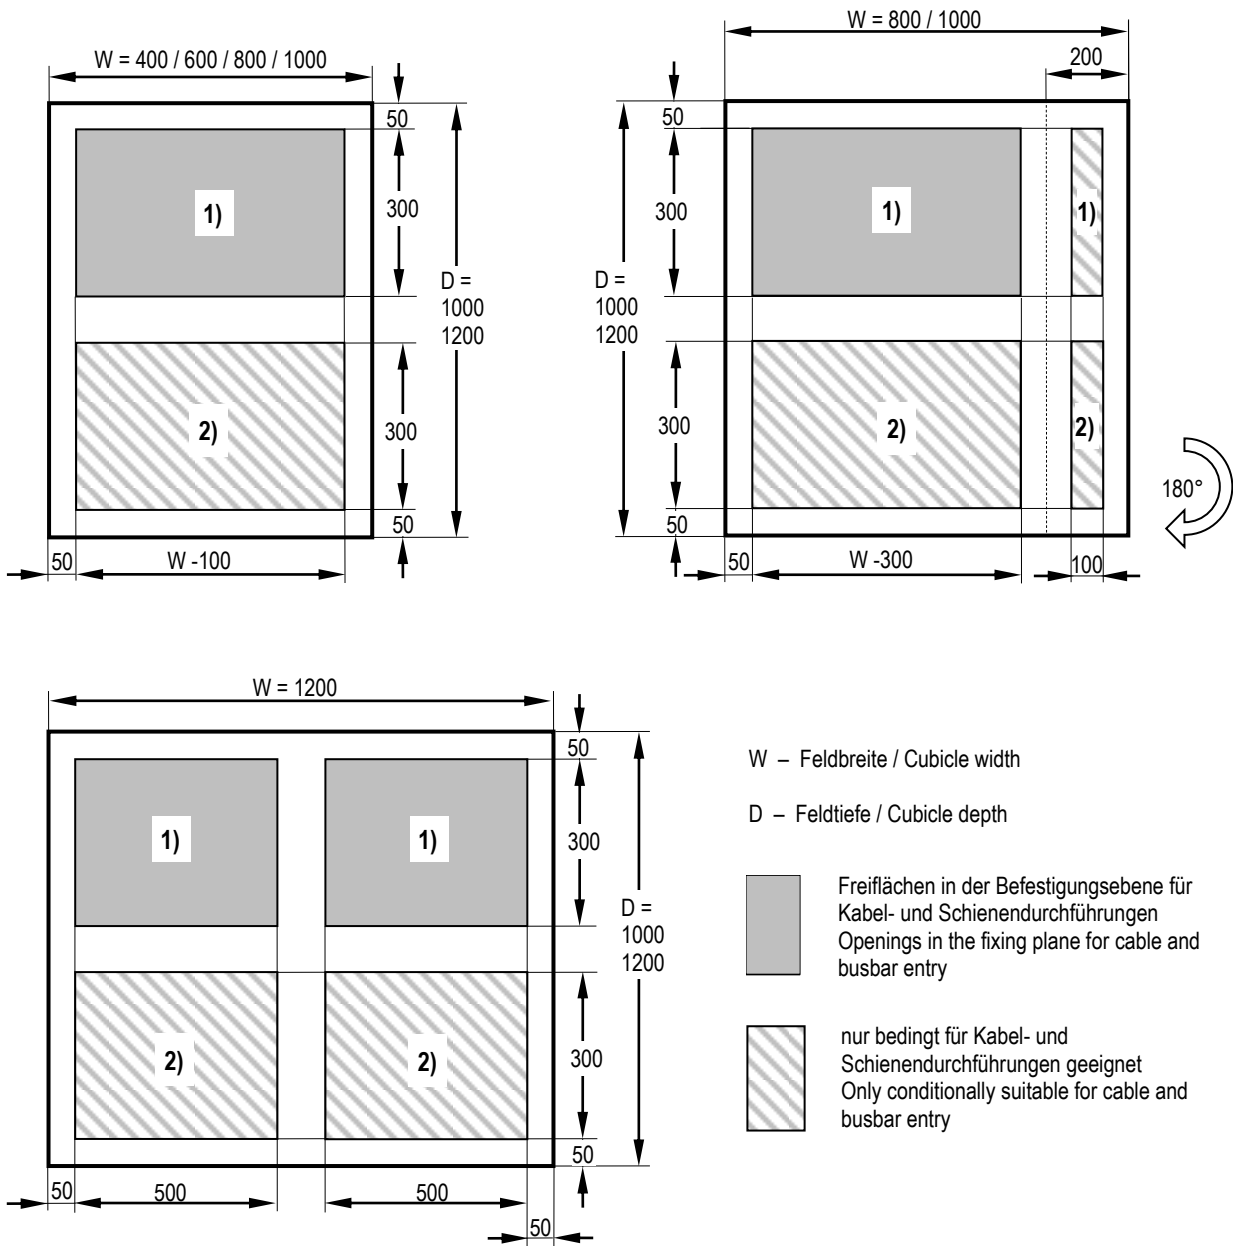 W = 400 / 600 / 800 / 1000
50
1)
300
D =
1000
1200
2)
300
50
50
W -100
W = 800 / 1000
200
50
1)
1)
300
D =
1000
1200
2)
2)
300
50
180°
50
W -300
100
W = 1200
50
1)
1)
300
D =
1000
1200
2)
2)
300
50
50
500
500
50
W – Feldbreite / Cubicle width
D – Feldtiefe / Cubicle depth
Freiflächen in der Befestigungsebene für
Kabel- und Schienendurchführungen
Openings in the fixing plane for cable and
busbar entry
nur bedingt für Kabel- und
Schienendurchführungen geeignet
Only conditionally suitable for cable and
busbar entry